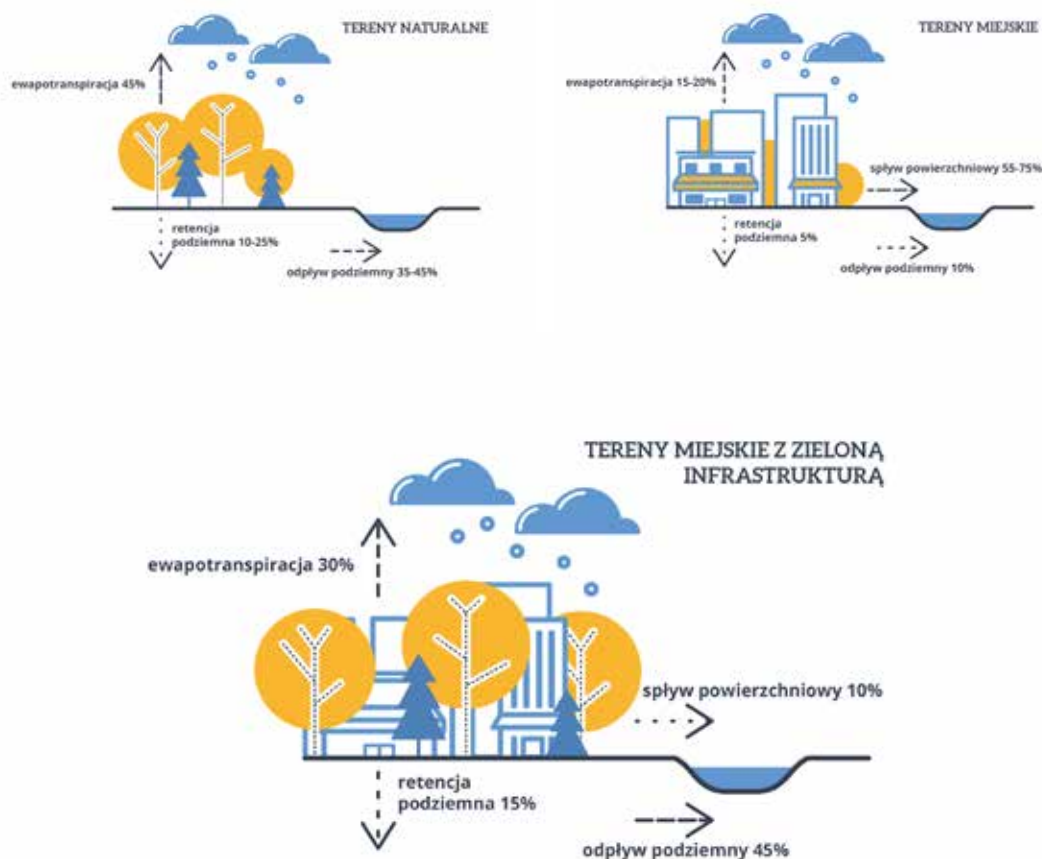 TERENY NATURALNE
ewapotranspiracja 45%
retencja
podziemna 10-25%
odpływ podziemny 35-45%
TERENY MIEJSKIE
ewapotranspiracja 15-20%
spływ powierzchniowy 55-75%
retencja
podziemna 5%
odpływ podziemny 10%
TERENY MIEJSKIE Z ZIELONĄ
INFRASTRUKTURĄ
ewapotranspiracja 30%
spływ powierzchniowy 10%
retencja
podziemna 15%
odpływ podziemny 45%